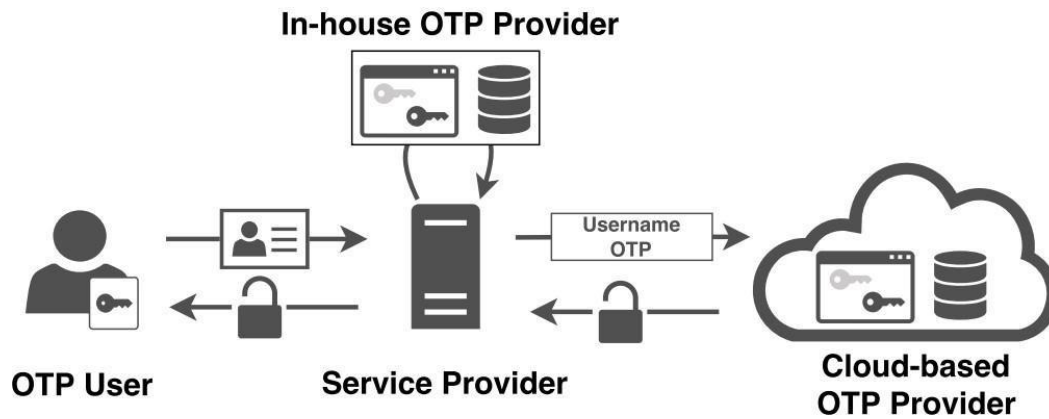 In-house OTP Provider
Username
OTP
OTP User
Service Provider
Cloud-based
OTP Provider